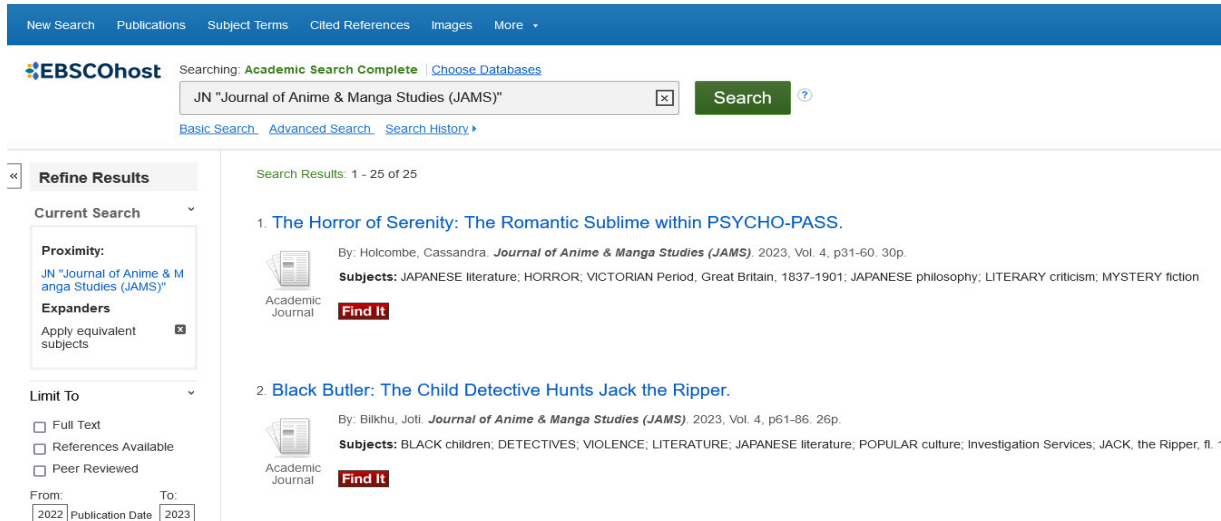 New Search Publications Subject Terms Cited References Images More
EBSCOhost
Searching: Academic Search Complete | Choose Databases
JN "Journal of Anime & Manga Studies (JAMS)"
Search
?
Basic Search Advanced Search Search History
«
Refine Results
Current Search
Proximity:
JN "Journal of Anime & M
anga Studies (JAMS)"
Expanders
Apply equivalent
subjects
Limit To
Full Text
References Available
Peer Reviewed
From: To:
2022 Publication Date 2023
Search Results: 1 - 25 of 25
1. The Horror of Serenity: The Romantic Sublime within PSYCHO-PASS.
By: Holcombe, Cassandra. Journal of Anime & Manga Studies (JAMS). 2023, Vol. 4, p31-60. 30p.
Subjects: JAPANESE literature; HORROR; VICTORIAN Period, Great Britain, 1837-1901; JAPANESE philosophy; LITERARY criticism; MYSTERY fiction
Academic
Journal
Find It
2. Black Butler: The Child Detective Hunts Jack the Ripper.
By: Bilkhu, Joti. Journal of Anime & Manga Studies (JAMS). 2023, Vol. 4, p61-86. 26p.
Subjects: BLACK children; DETECTIVES; VIOLENCE; LITERATURE; JAPANESE literature; POPULAR culture; Investigation Services; JACK, the Ripper, fl.
Academic
Journal
Find It